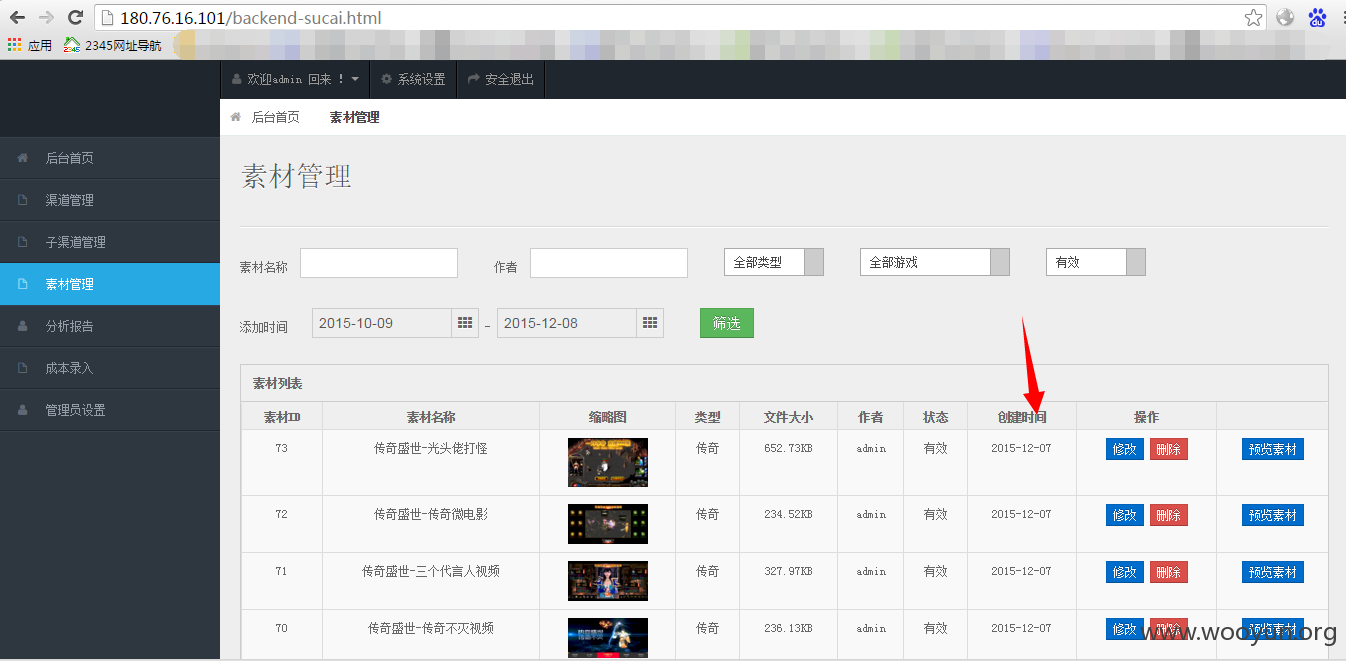 180.76.16.101/backend-sucai.html
应用 2345网址导航
欢迎admin 回来 ！ 系统设置 安全退出
后台首页 素材管理
后台首页
渠道管理
子渠道管理
素材管理
分析报告
成本录入
管理员设置
素材管理
素材名称 作者 全部类型 全部游戏 有效
添加时间 2015-10-09 - 2015-12-08 筛选
素材列表
素材ID 素材名称 缩略图 类型 文件大小 作者 状态 创建时间 操作
73 传奇盛世-光头佬打怪 传奇 652.73KB admin 有效 2015-12-07 修改 删除 预览素材
72 传奇盛世-传奇微电影 传奇 234.52KB admin 有效 2015-12-07 修改 删除 预览素材
71 传奇盛世-三个代言人视频 传奇 327.97KB admin 有效 2015-12-07 修改 删除 预览素材
70 传奇盛世-传奇不灭视频 传奇 236.13KB admin 有效 2015-12-07 修改 删除 预览素材
www.wooyun.org